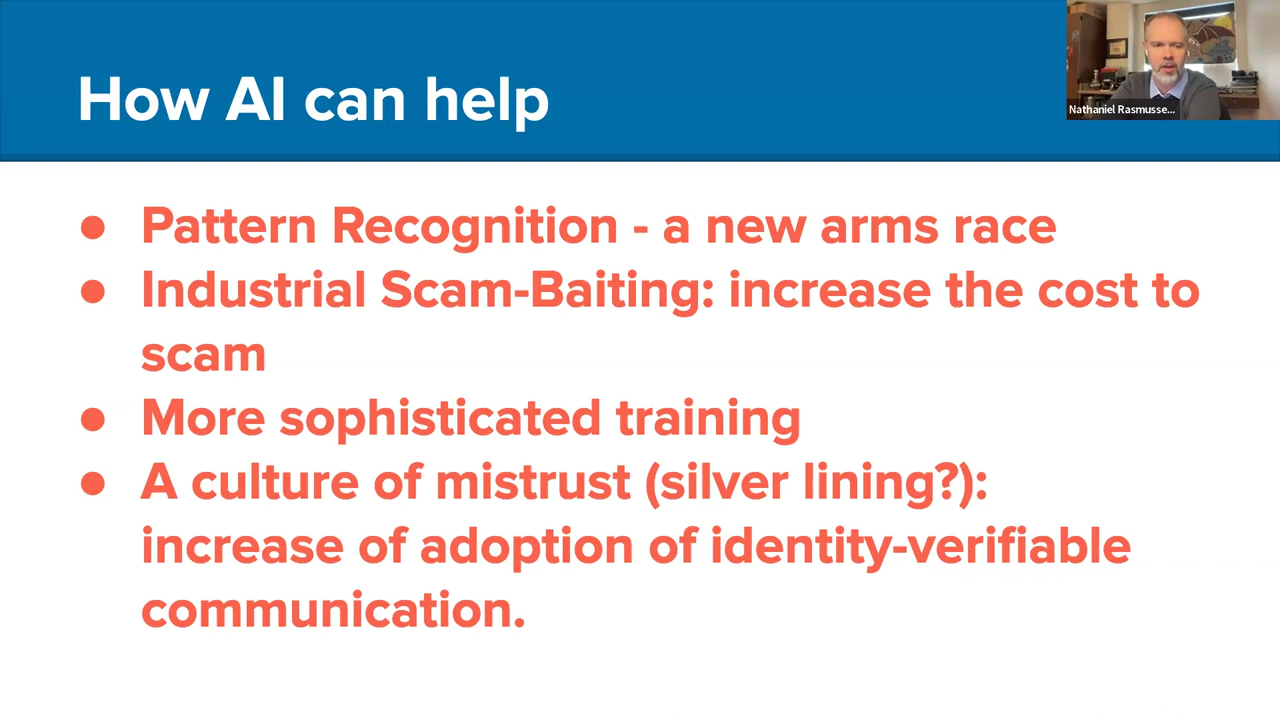 How AI can help
Nathaniel Rasmusse...
● Pattern Recognition - a new arms race
● Industrial Scam-Baiting: increase the cost to
scam
● More sophisticated training
● A culture of mistrust (silver lining?):
increase of adoption of identity-verifiable
communication.